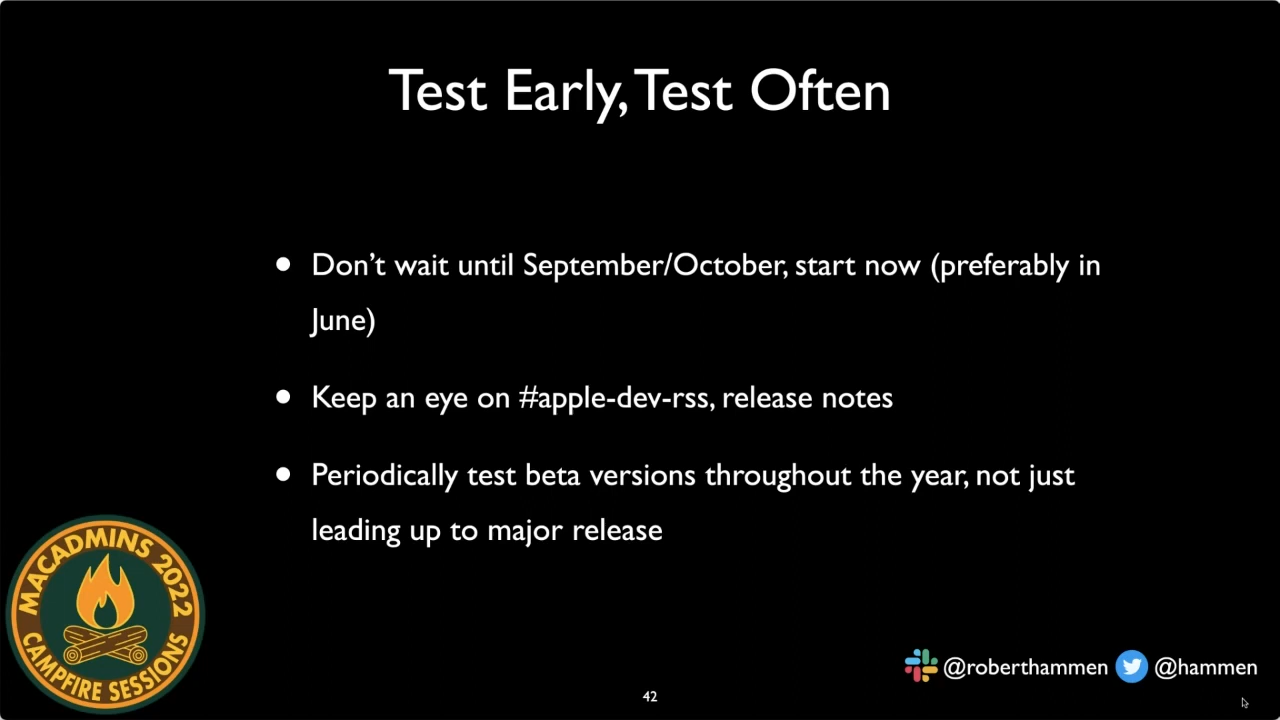 Test Early, Test Often
• Don’t wait until September/October, start now (preferably in
June)
• Keep an eye on #apple-dev-rss, release notes
• Periodically test beta versions throughout the year, not just
leading up to major release
MACADMINS 2022
CAMPFIRE SESSIONS
@roberthammen @hammen
42